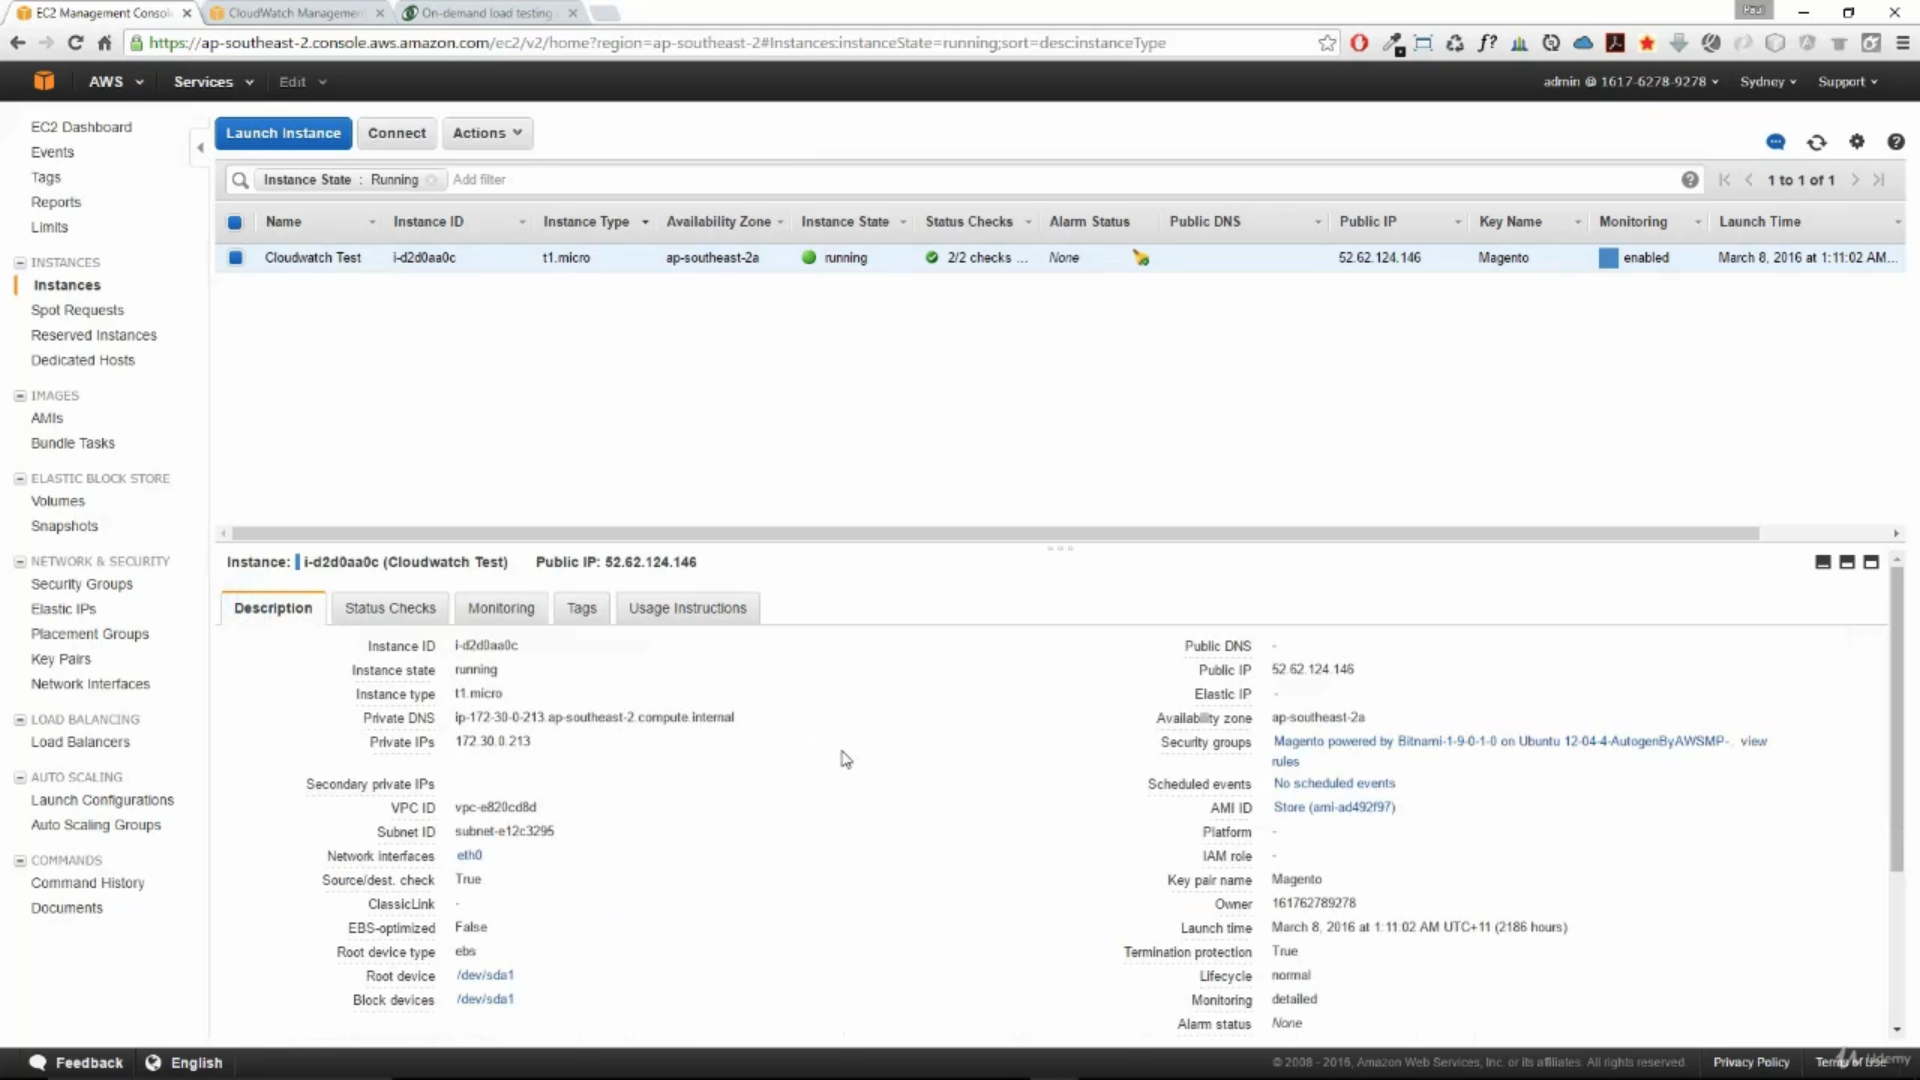 EC2 Management Consol
CloudWatch Managemen
On-demand load testing
Paul
https://ap-southeast-2.console.aws.amazon.com/ec2/v2/home?region=ap-southeast-2#Instances:instanceState=running;sort=desc:instanceType
AWS Services Edit admin @ 1617-6278-9278 Sydney Support
EC2 Dashboard
Events
Tags
Reports
Limits
INSTANCES
Instances
Spot Requests
Reserved Instances
Dedicated Hosts
IMAGES
AMIs
Bundle Tasks
ELASTIC BLOCK STORE
Volumes
Snapshots
NETWORK & SECURITY
Security Groups
Elastic IPs
Placement Groups
Key Pairs
Network Interfaces
LOAD BALANCING
Load Balancers
AUTO SCALING
Launch Configurations
Auto Scaling Groups
COMMANDS
Command History
Documents
Launch Instance Connect Actions
Instance State : Running Add filter 1 to 1 of 1
Name Instance ID Instance Type Availability Zone Instance State Status Checks Alarm Status Public DNS Public IP Key Name Monitoring Launch Time
Cloudwatch Test i-d2d0aa0c t1.micro ap-southeast-2a running 2/2 checks ... None 52.62.124.146 Magento enabled March 8, 2016 at 1:11:02 AM...
Instance: i-d2d0aa0c (Cloudwatch Test) Public IP: 52.62.124.146
Description Status Checks Monitoring Tags Usage Instructions
Instance ID i-d2d0aa0c
Instance state running
Instance type t1.micro
Private DNS ip-172-30-0-213.ap-southeast-2.compute.internal
Private IPs 172.30.0.213
Secondary private IPs
VPC ID vpc-e820cd8d
Subnet ID subnet-e12c3295
Network interfaces eth0
Source/dest. check True
ClassicLink -
EBS-optimized False
Root device type ebs
Root device /dev/sda1
Block devices /dev/sda1
Public DNS -
Public IP 52.62.124.146
Elastic IP -
Availability zone ap-southeast-2a
Security groups Magento powered by Bitnami-1-9-0-1-0 on Ubuntu 12-04-4-AutogenByAWSMP-. view
rules
Scheduled events No scheduled events
AMI ID Store (ami-ad492f97)
Platform -
IAM role -
Key pair name Magento
Owner 161762789278
Launch time March 8, 2016 at 1:11:02 AM UTC+11 (2186 hours)
Termination protection True
Lifecycle normal
Monitoring detailed
Alarm status None
Feedback English © 2008 - 2016, Amazon Web Services, Inc. or its affiliates. All rights reserved. Privacy Policy Terms of Use
Udemy